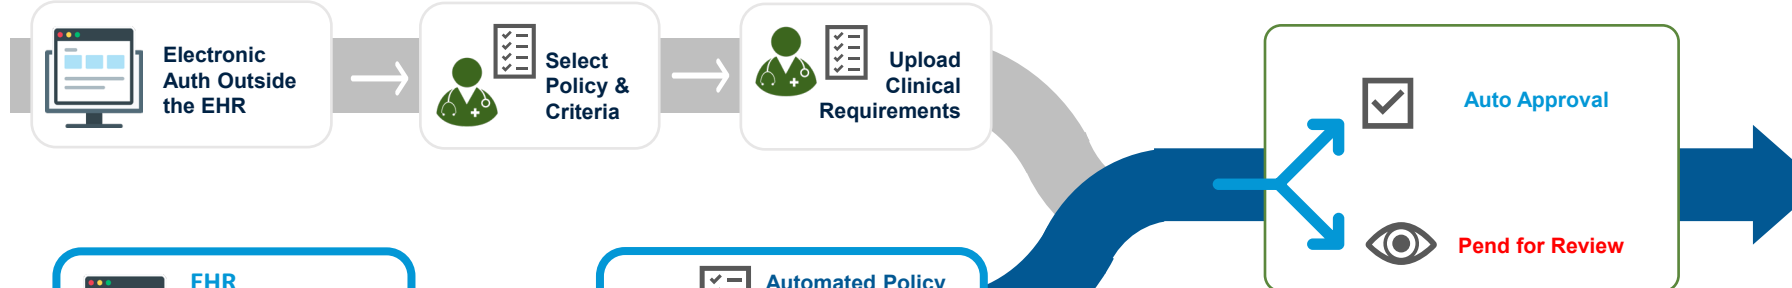 Electronic
Auth Outside
the EHR
Select
Policy &
Criteria
Upload
Clinical
Requirements
Auto Approval
Pend for Review
EHR
Automated Policy